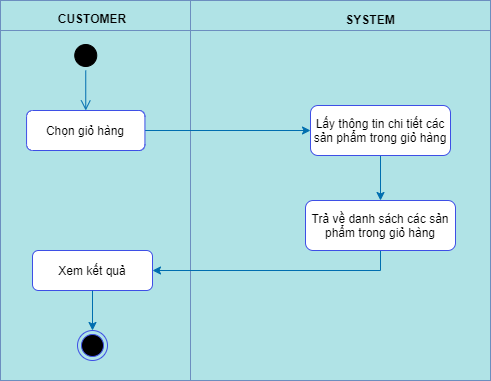 CUSTOMER
SYSTEM
Chọn giỏ hàng
Lấy thông tin chi tiết các
sản phẩm trong giỏ hàng
Trả về danh sách các sản
phẩm trong giỏ hàng
Xem kết quả